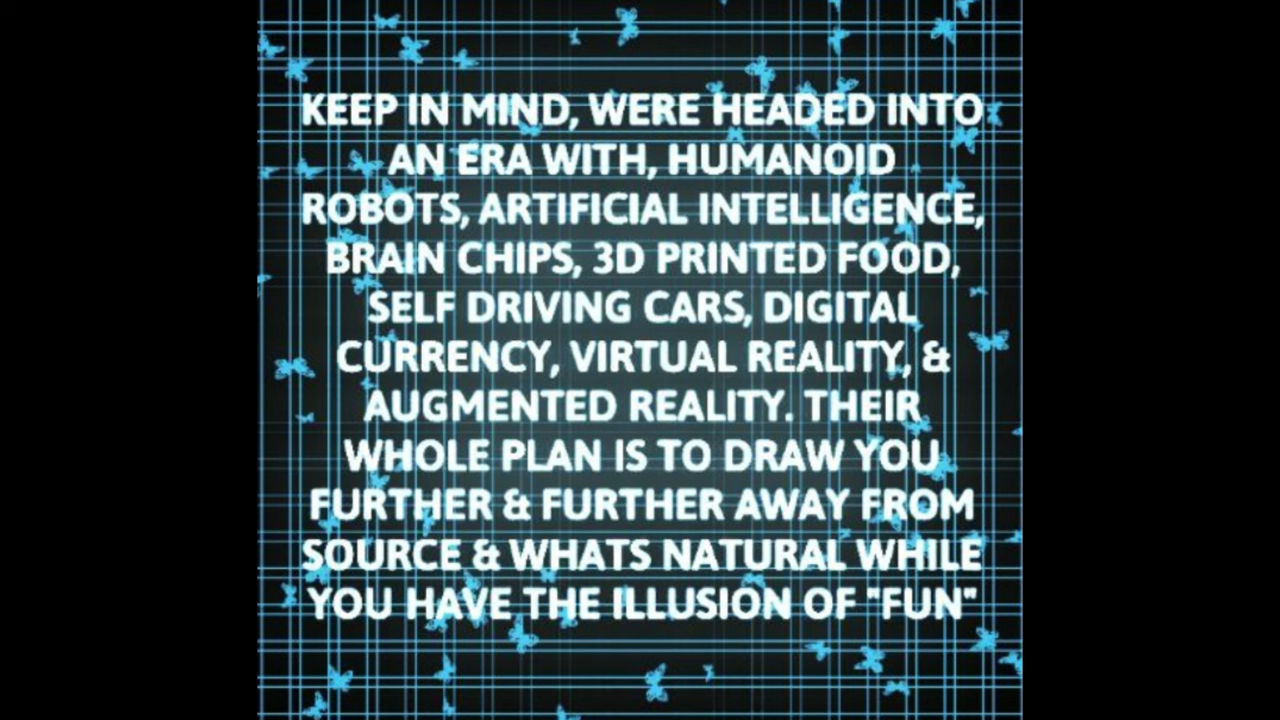 KEEP IN MIND, WERE HEADED INTO
AN ERA WITH, HUMANOID
ROBOTS, ARTIFICIAL INTELLIGENCE,
BRAIN CHIPS, 3D PRINTED FOOD,
SELF DRIVING CARS, DIGITAL
CURRENCY, VIRTUAL REALITY, &
AUGMENTED REALITY. THEIR
WHOLE PLAN IS TO DRAW YOU
FURTHER & FURTHER AWAY FROM
SOURCE & WHATS NATURAL WHILE
YOU HAVE THE ILLUSION OF "FUN"